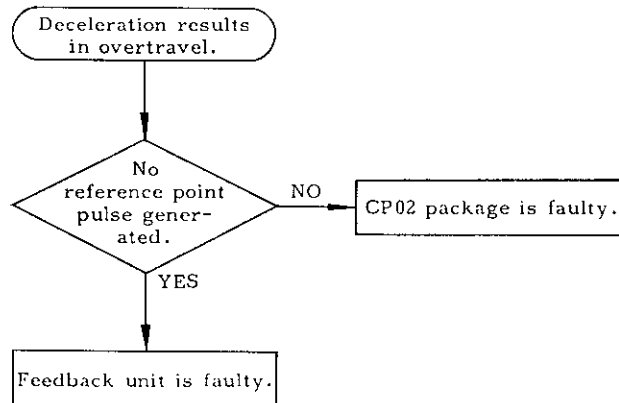 Deceleration results
in overtravel.
No
reference point
pulse gener-
ated.
NO
CP02 package is faulty.
YES
Feedback unit is faulty.